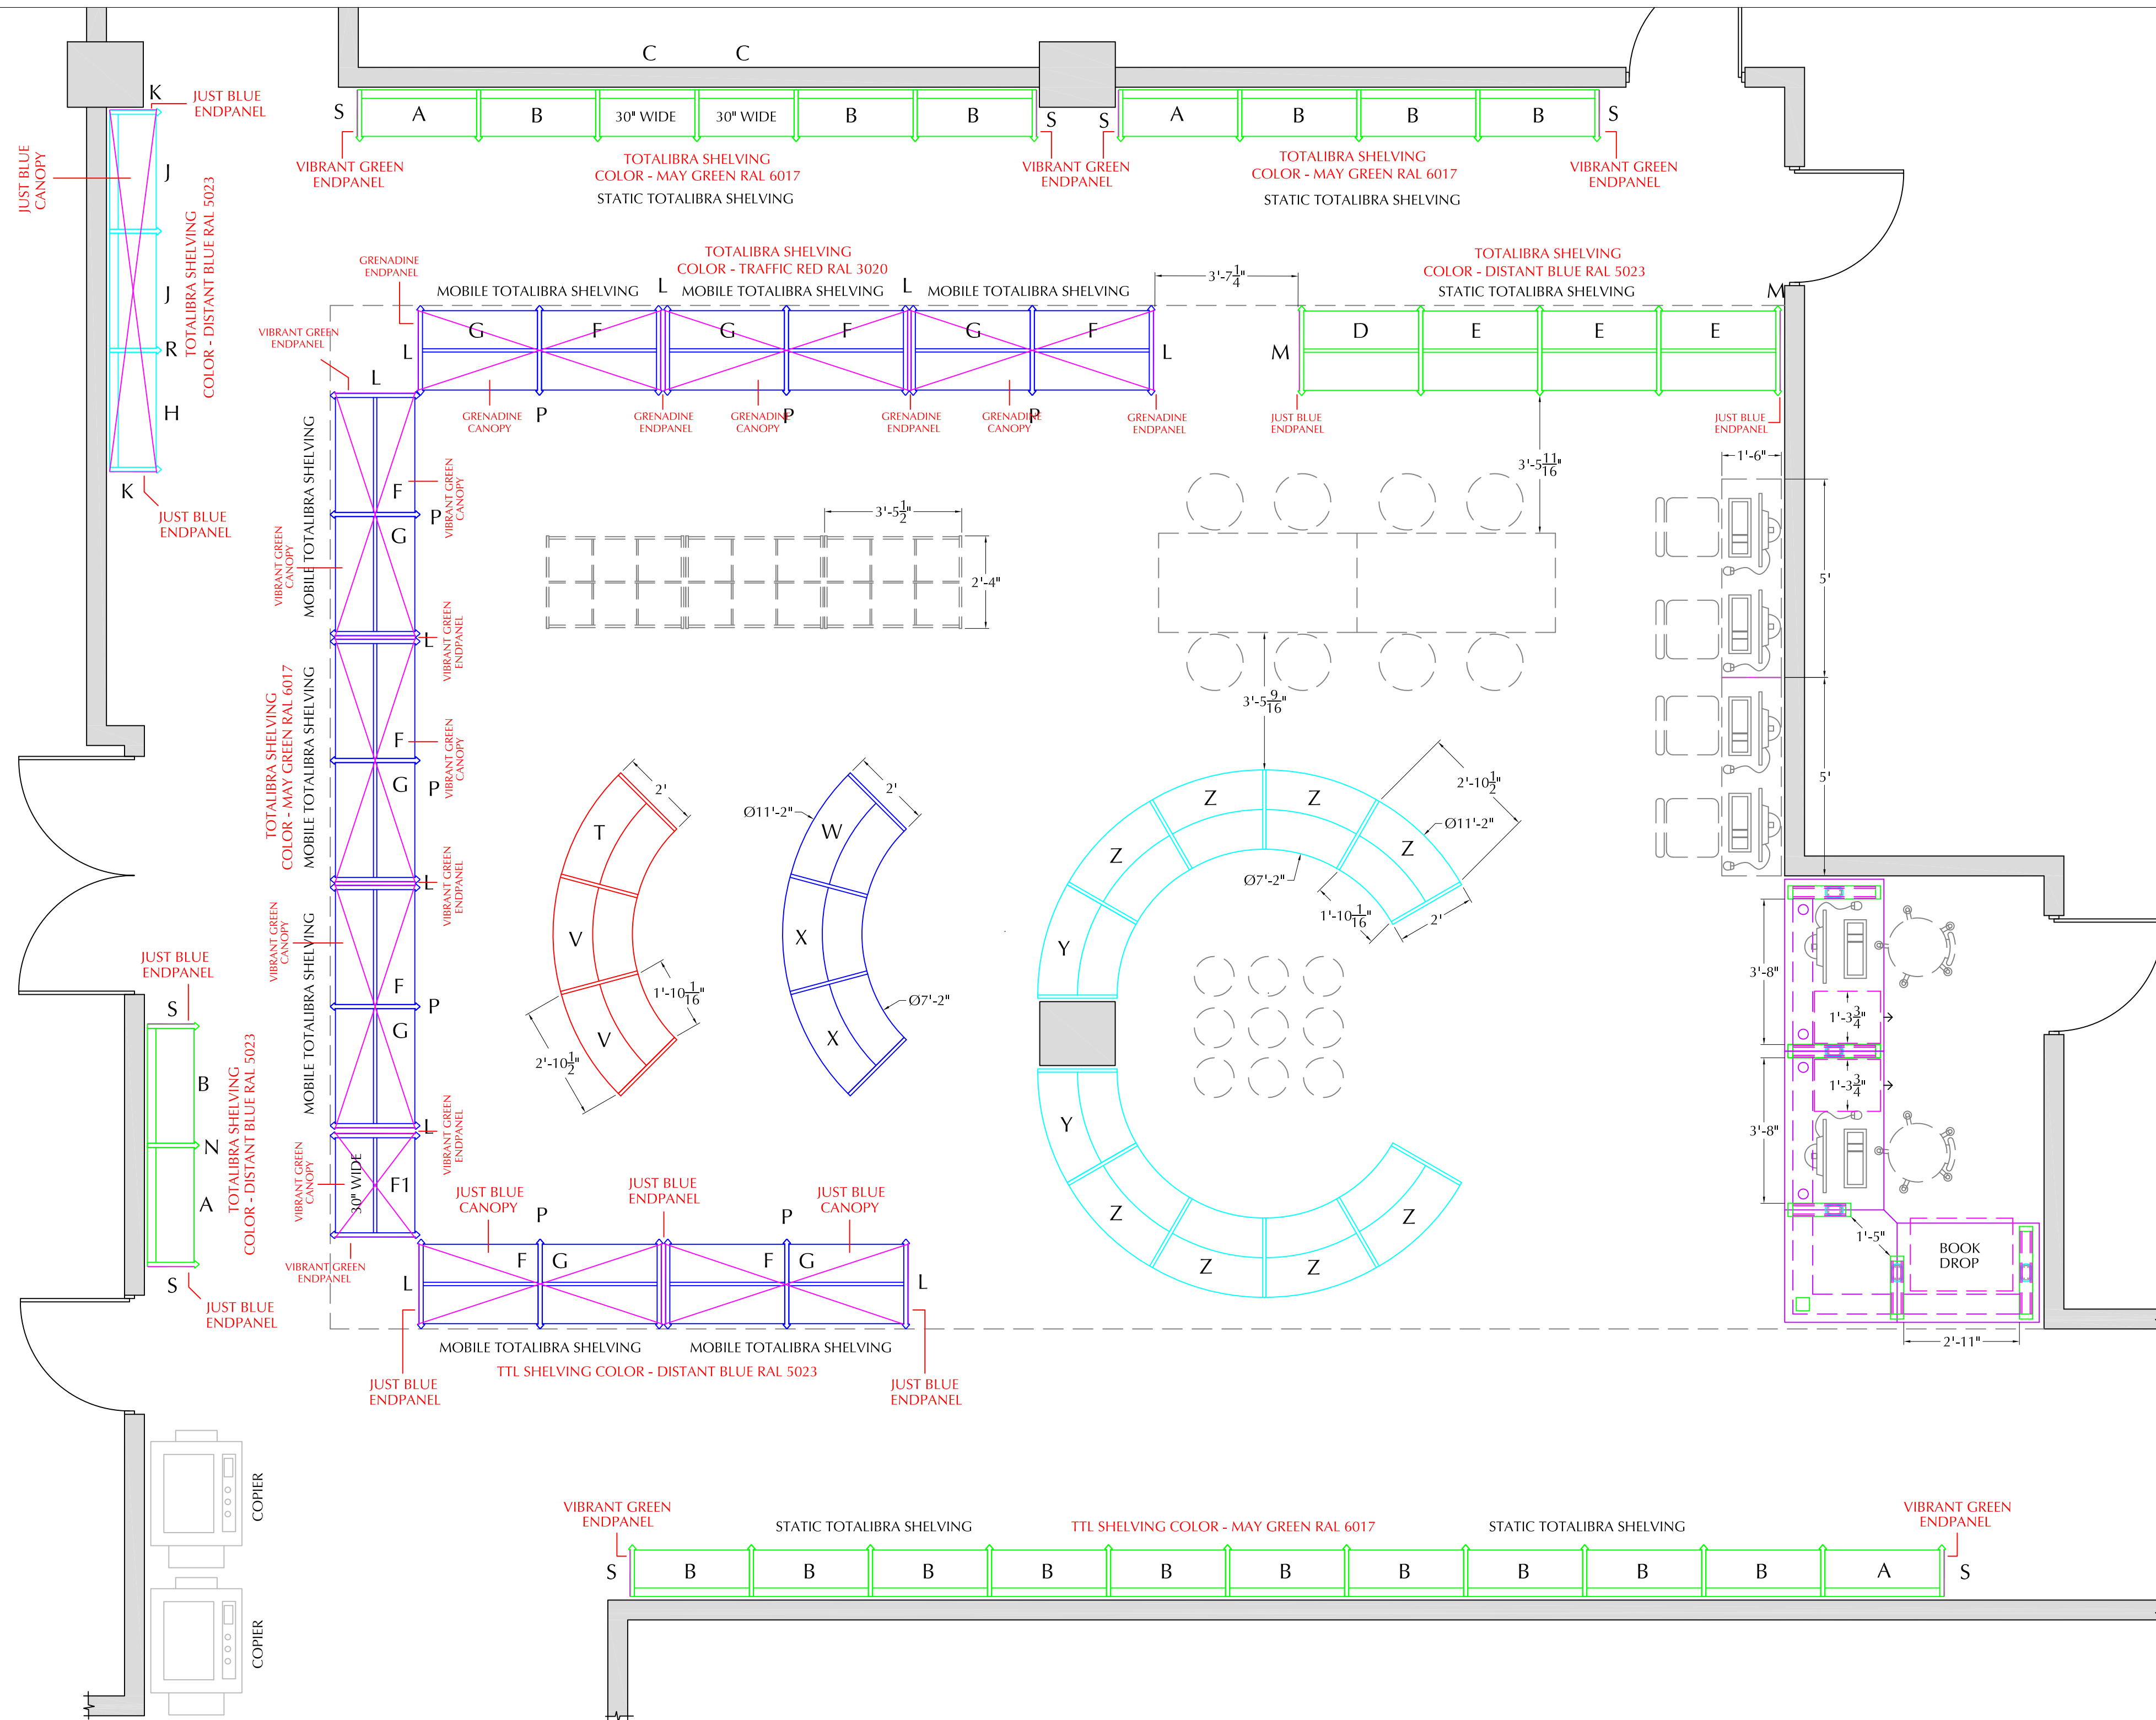 C C
K
JUST BLUE
ENDPANEL
JUST BLUE
CANOPY
J
J
R
H
TOTALIBRA SHELVING
COLOR - DISTANT BLUE RAL 5023
K
JUST BLUE
ENDPANEL
S A B 30" WIDE 30" WIDE B B S
VIBRANT GREEN
ENDPANEL
TOTALIBRA SHELVING
COLOR - MAY GREEN RAL 6017
STATIC TOTALIBRA SHELVING
VIBRANT GREEN
ENDPANEL
S A B B B S
TOTALIBRA SHELVING
COLOR - MAY GREEN RAL 6017
STATIC TOTALIBRA SHELVING
VIBRANT GREEN
ENDPANEL
GRENADINE
ENDPANEL
TOTALIBRA SHELVING
COLOR - TRAFFIC RED RAL 3020
MOBILE TOTALIBRA SHELVING L MOBILE TOTALIBRA SHELVING L MOBILE TOTALIBRA SHELVING
3'-7 1/4"
TOTALIBRA SHELVING
COLOR - DISTANT BLUE RAL 5023
STATIC TOTALIBRA SHELVING
M
L G F G F G F L
M D E E E
GRENADINE
CANOPY
P
GRENADINE
ENDPANEL
GRENADINE
CANOPY
P
GRENADINE
ENDPANEL
GRENADINE
CANOPY
P
GRENADINE
ENDPANEL
JUST BLUE
ENDPANEL
JUST BLUE
ENDPANEL
VIBRANT GREEN
ENDPANEL
L
MOBILE TOTALIBRA SHELVING
F
G
P
VIBRANT GREEN
CANOPY
VIBRANT GREEN
CANOPY
L
VIBRANT GREEN
ENDPANEL
TOTALIBRA SHELVING
COLOR - MAY GREEN RAL 6017
MOBILE TOTALIBRA SHELVING
F
G
P
VIBRANT GREEN
CANOPY
L
VIBRANT GREEN
ENDPANEL
VIBRANT GREEN
CANOPY
MOBILE TOTALIBRA SHELVING
F
G
P
L
VIBRANT GREEN
ENDPANEL
VIBRANT GREEN
CANOPY
30" WIDE
F1
VIBRANT GREEN
ENDPANEL
3'-5 1/2"
2'-4"
3'-5 11/16"
3'-5 9/16"
1'-6"
5'
5'
2'
T
V
V
1'-10 1/16"
2'-10 1/2"
2'
Ø11'-2"
W
X
X
Ø7'-2"
Z Z
Z Z
Y
2'-10 1/2"
Ø11'-2"
Ø7'-2"
1'-10 1/16"
2'
Y
Z Z
Z Z
3'-8"
1'-3 3/4"
1'-3 3/4"
3'-8"
1'-5"
BOOK
DROP
2'-11"
JUST BLUE
ENDPANEL
S
B
N
A
S
TOTALIBRA SHELVING
COLOR - DISTANT BLUE RAL 5023
JUST BLUE
ENDPANEL
JUST BLUE
CANOPY
P
JUST BLUE
ENDPANEL
P
JUST BLUE
CANOPY
L F G F G L
MOBILE TOTALIBRA SHELVING MOBILE TOTALIBRA SHELVING
TTL SHELVING COLOR - DISTANT BLUE RAL 5023
JUST BLUE
ENDPANEL
JUST BLUE
ENDPANEL
COPIER
COPIER
VIBRANT GREEN
ENDPANEL
STATIC TOTALIBRA SHELVING
TTL SHELVING COLOR - MAY GREEN RAL 6017
STATIC TOTALIBRA SHELVING
VIBRANT GREEN
ENDPANEL
S B B B B B B B B B B A S